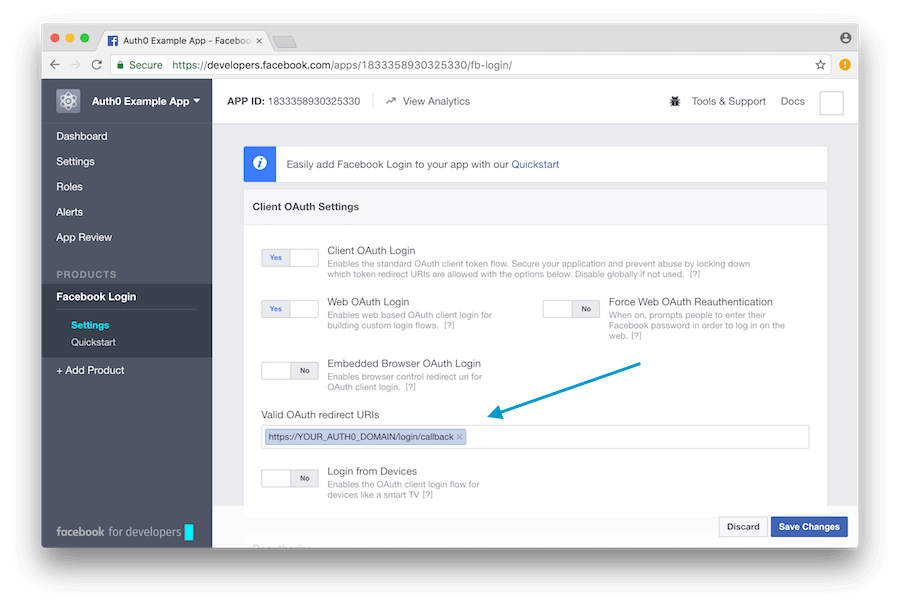 Auth0 Example App - Faceboo
Secure https://developers.facebook.com/apps/1833358930325330/fb-login/
Auth0 Example App
APP ID: 1833358930325330 View Analytics Tools & Support Docs
Dashboard
Settings
Roles
Alerts
App Review
PRODUCTS
Facebook Login
Settings
Quickstart
+ Add Product
facebook for developers
Easily add Facebook Login to your app with our Quickstart
Client OAuth Settings
Yes
Client OAuth Login
Enables the standard OAuth client token flow. Secure your application and prevent abuse by locking down
which token redirect URIs are allowed with the options below. Disable globally if not used. [?]
Yes
Web OAuth Login
Enables web based OAuth client login for
building custom login flows. [?]
No
Force Web OAuth Reauthentication
When on, prompts people to enter their
Facebook password in order to log in on the
web. [?]
No
Embedded Browser OAuth Login
Enables browser control redirect uri for
OAuth client login. [?]
Valid OAuth redirect URIs
https://YOUR_AUTH0_DOMAIN/login/callback
No
Login from Devices
Enables the OAuth client login flow for
devices like a smart TV [?]
Discard Save Changes